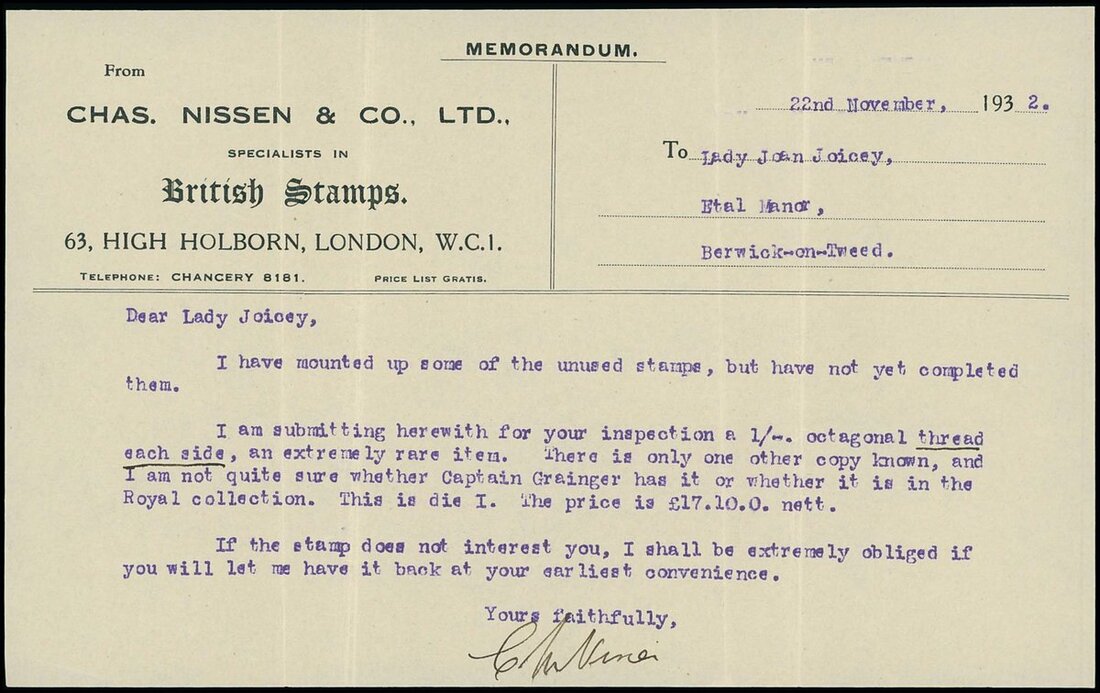 MEMORANDUM.
From
CHAS. NISSEN & CO., LTD.,
SPECIALISTS IN
British Stamps.
63, HIGH HOLBORN, LONDON, W.C.1.
TELEPHONE: CHANCERY 8181. PRICE LIST GRATIS.
22nd November, 1932.
To Lady Joan Joicey,
Etal Manor,
Berwick-on-Tweed.
Dear Lady Joicey,
I have mounted up some of the unused stamps, but have not yet completed
them.
I am submitting herewith for your inspection a 1/-. octagonal thread
each side, an extremely rare item. There is only one other copy known, and
I am not quite sure whether Captain Grainger has it or whether it is in the
Royal collection. This is die I. The price is £17.10.0. nett.
If the stamp does not interest you, I shall be extremely obliged if
you will let me have it back at your earliest convenience.
Yours faithfully,